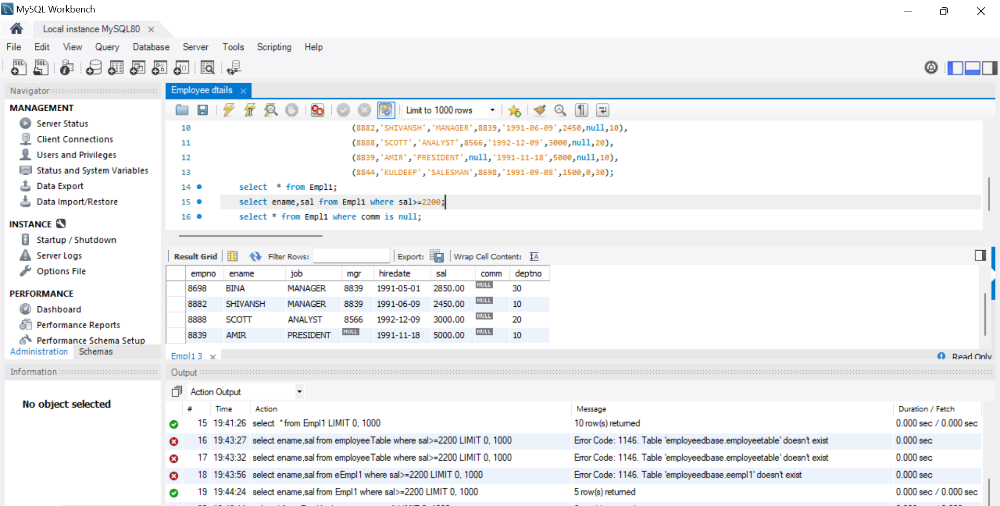 MySQL Workbench
Local instance MySQL80
File Edit View Query Database Server Tools Scripting Help
Navigator
MANAGEMENT
Server Status
Client Connections
Users and Privileges
Status and System Variables
Data Export
Data Import/Restore
INSTANCE
Startup / Shutdown
Server Logs
Options File
PERFORMANCE
Dashboard
Performance Reports
Performance Schema Setup
Administration Schemas
Information
No object selected
Employee dtails
Limit to 1000 rows
10 (8882,'SHIVANSH','MANAGER',8839,'1991-06-09',2450,null,10),
11 (8888,'SCOTT','ANALYST',8566,'1992-12-09',3000,null,20),
12 (8839,'AMIR','PRESIDENT',null,'1991-11-18',5000,null,10),
13 (8844,'KULDEEP','SALESMAN',8698,'1991-09-08',1500,0,30);
14 select * from Empl1;
15 select ename,sal from Empl1 where sal>=2200;
16 select * from Empl1 where comm is null;
Result Grid Filter Rows: Export: Wrap Cell Content:
empno ename job mgr hiredate sal comm deptno
8698 BINA MANAGER 8839 1991-05-01 2850.00 NULL 30
8882 SHIVANSH MANAGER 8839 1991-06-09 2450.00 NULL 10
8888 SCOTT ANALYST 8566 1992-12-09 3000.00 NULL 20
8839 AMIR PRESIDENT NULL 1991-11-18 5000.00 NULL 10
Empl1 3 Read Only
Output
Action Output
# Time Action Message Duration / Fetch
15 19:41:26 select * from Empl1 LIMIT 0, 1000 10 row(s) returned 0.000 sec / 0.000 sec
16 19:43:27 select ename,sal from employeeTable where sal>=2200 LIMIT 0, 1000 Error Code: 1146. Table 'employeedbase.employeetable' doesn't exist 0.000 sec
17 19:43:32 select ename,sal from employeeTable where sal>=2200 LIMIT 0, 1000 Error Code: 1146. Table 'employeedbase.employeetable' doesn't exist 0.000 sec
18 19:43:56 select ename,sal from eEmpl1 where sal>=2200 LIMIT 0, 1000 Error Code: 1146. Table 'employeedbase.eempl1' doesn't exist 0.000 sec
19 19:44:24 select ename,sal from Empl1 where sal>=2200 LIMIT 0, 1000 5 row(s) returned 0.000 sec / 0.000 sec